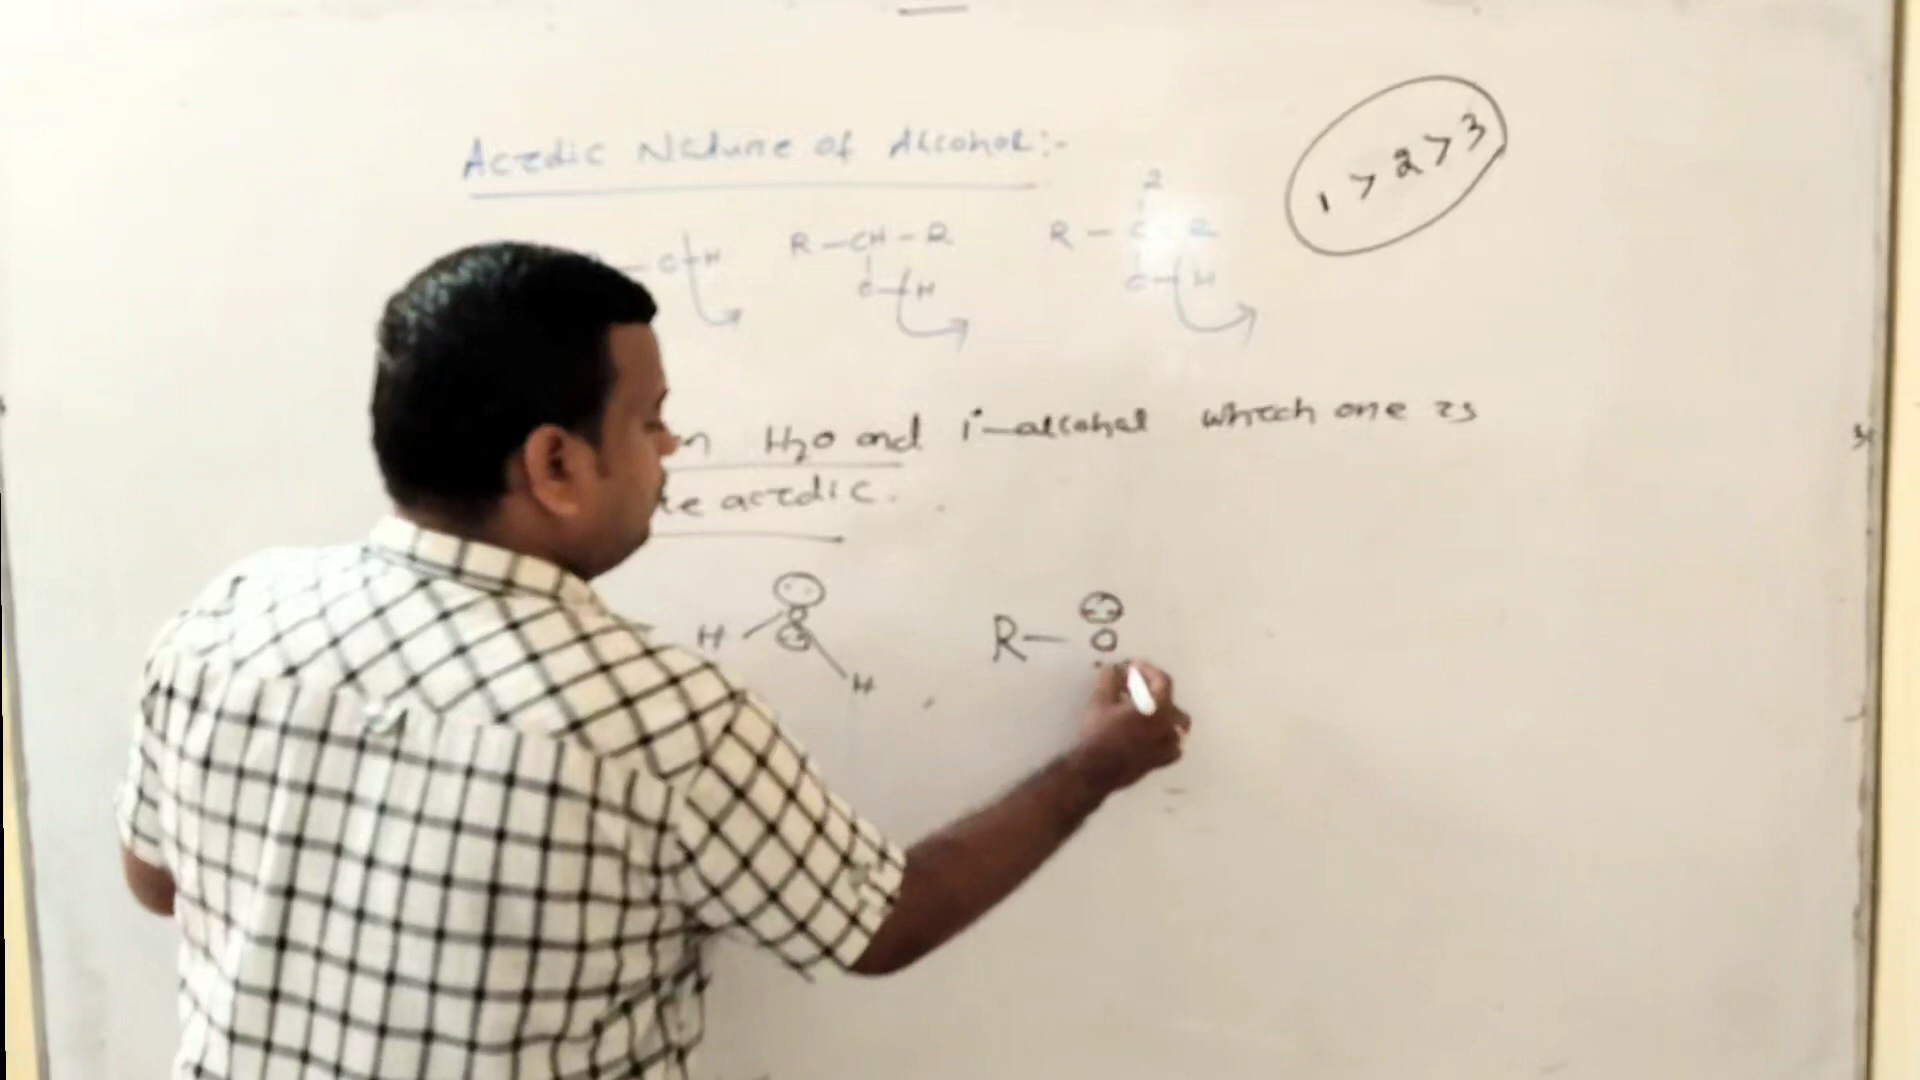 Acidic Nature of Alcohol:-
1 > 2 > 3
R
C H
R - CH - R
R - C
H
H
H2O and 1°-alcohol which one is
acidic.
H
H
R - O